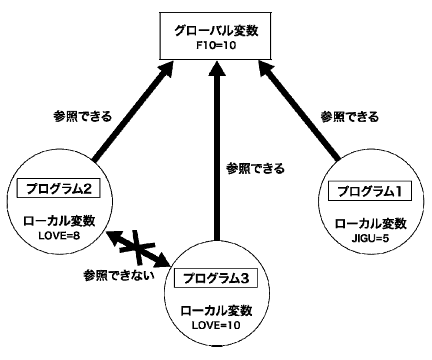 グローバル変数
F10=10
参照できる
参照できる
参照できる
プログラム2
ローカル変数
LOVE=8
プログラム1
ローカル変数
JIGU=5
参照できない
プログラム3
ローカル変数
LOVE=10